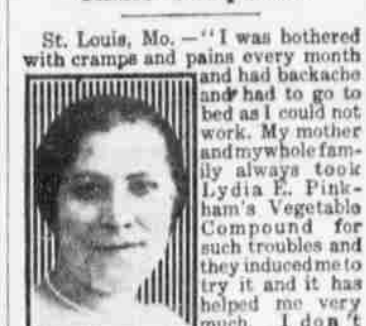 St. Louis, Mo. —"I was bothered
with cramps and pains every month
and had backache
and had to go to
bed as I could not
work. My mother
and my whole fam-
ily always took
Lydia E. Pink-
ham's Vegetable
Compound for
such troubles and
they induced me to
try it and it has
helped me very
much. I don't